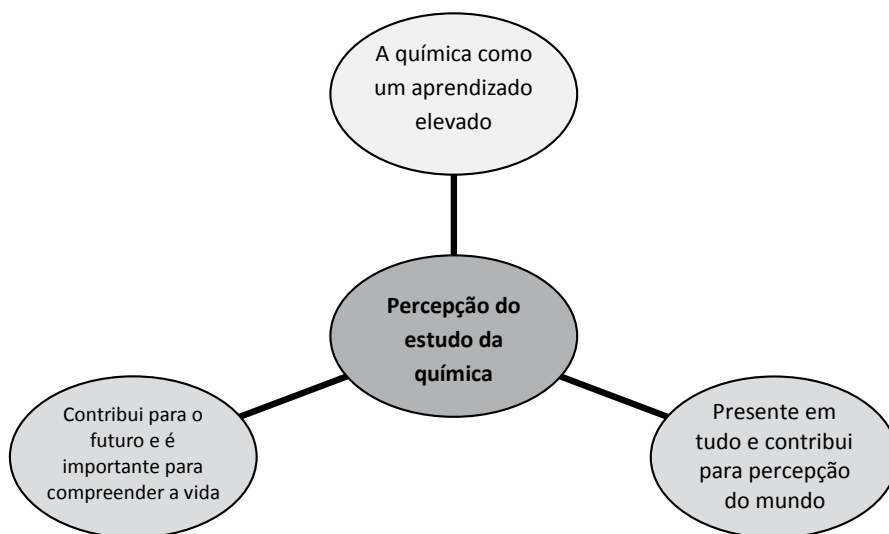 A química como
um aprendizado
elevado
Percepção do
estudo da
química
Contribui para o
futuro e é
importante para
compreender a vida
Presente em
tudo e contribui
para percepção
do mundo